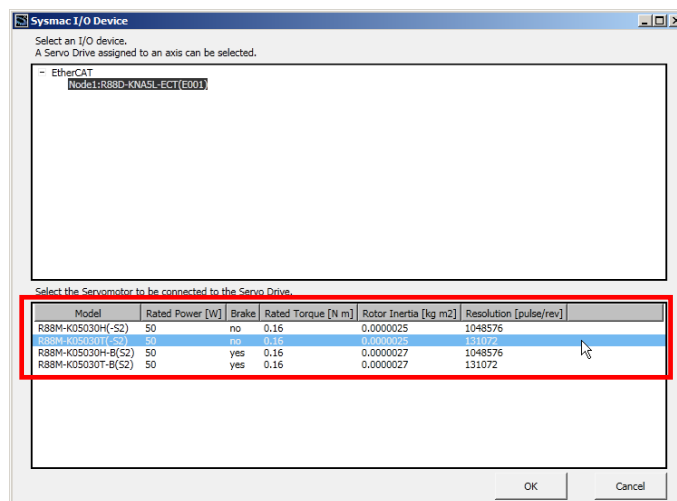 Sysmac I/O Device
Select an I/O device.
A Servo Drive assigned to an axis can be selected.
- EtherCAT
Node1:R88D-KNA5L-ECT(E001)
Select the Servomotor to be connected to the Servo Drive.
Model Rated Power [W] Brake Rated Torque [N m] Rotor Inertia [kg m2] Resolution [pulse/rev]
R88M-K05030H(-S2) 50 no 0.16 0.0000025 1048576
R88M-K05030T(-S2) 50 no 0.16 0.0000025 131072
R88M-K05030H-B(S2) 50 yes 0.16 0.0000027 1048576
R88M-K05030T-B(S2) 50 yes 0.16 0.0000027 131072
OK Cancel